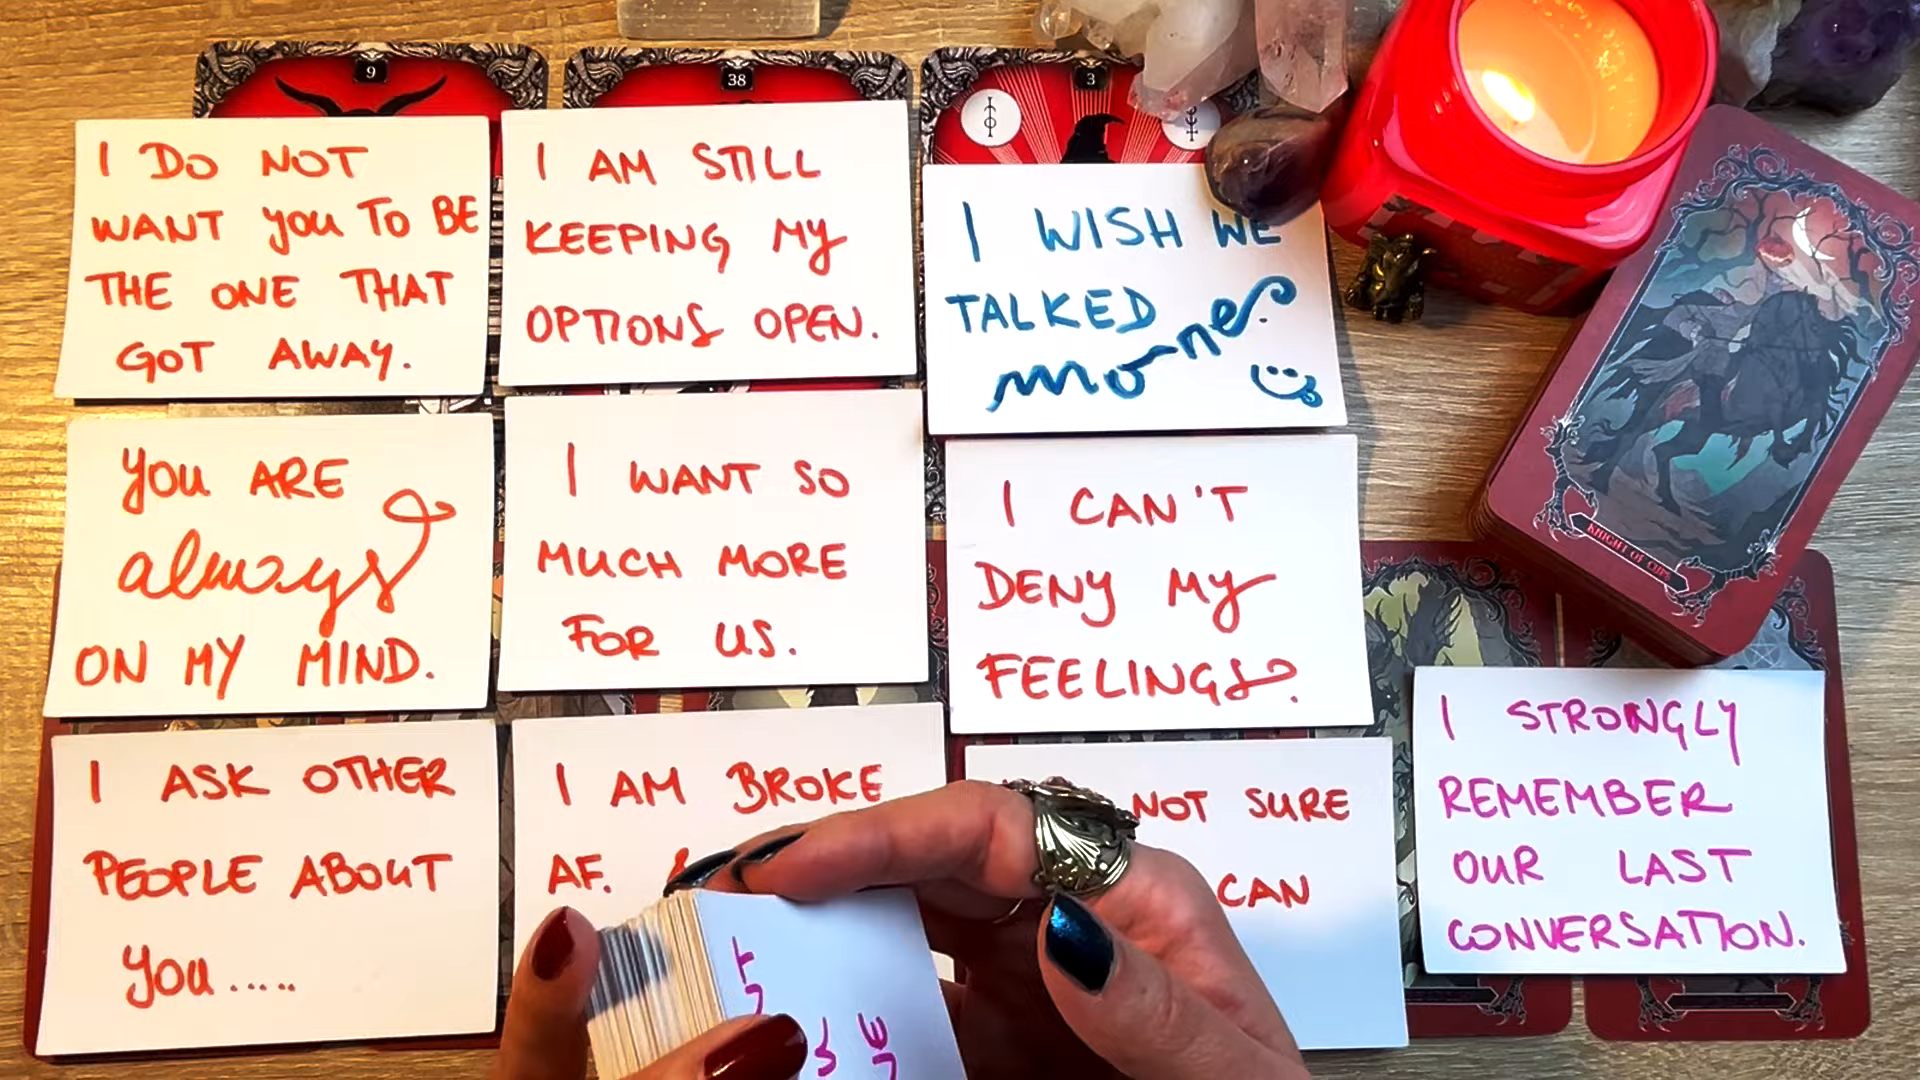 9
38
3
I DO NOT
WANT YOU TO BE
THE ONE THAT
GOT AWAY.
I AM STILL
KEEPING MY
OPTIONS OPEN.
I WISH WE
TALKED
more.
YOU ARE
always
ON MY MIND.
I WANT SO
MUCH MORE
FOR US.
I CAN'T
DENY MY
FEELINGS.
I ASK OTHER
PEOPLE ABOUT
YOU.....
I AM BROKE
AF.
NOT SURE
CAN
I STRONGLY
REMEMBER
OUR LAST
CONVERSATION.
KNIGHT OF CUPS